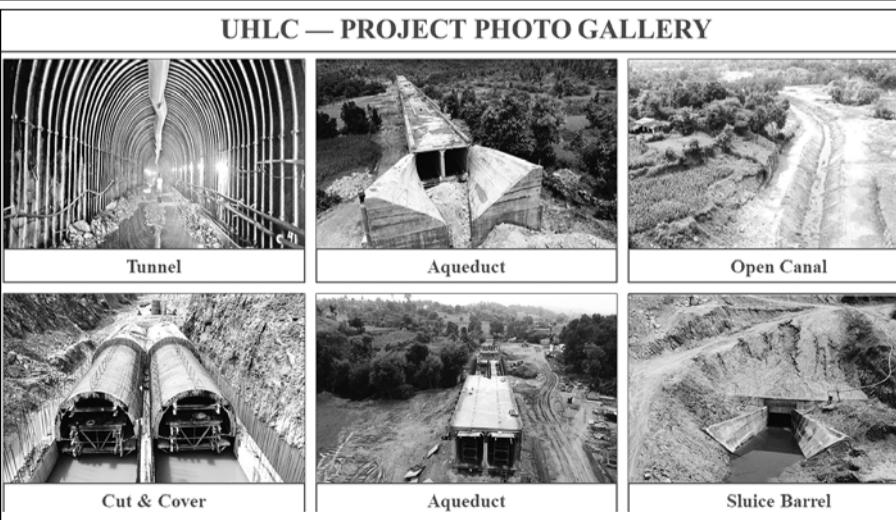 UHLC — PROJECT PHOTO GALLERY
Tunnel
Aqueduct
Open Canal
Cut & Cover
Aqueduct
Sluice Barrel